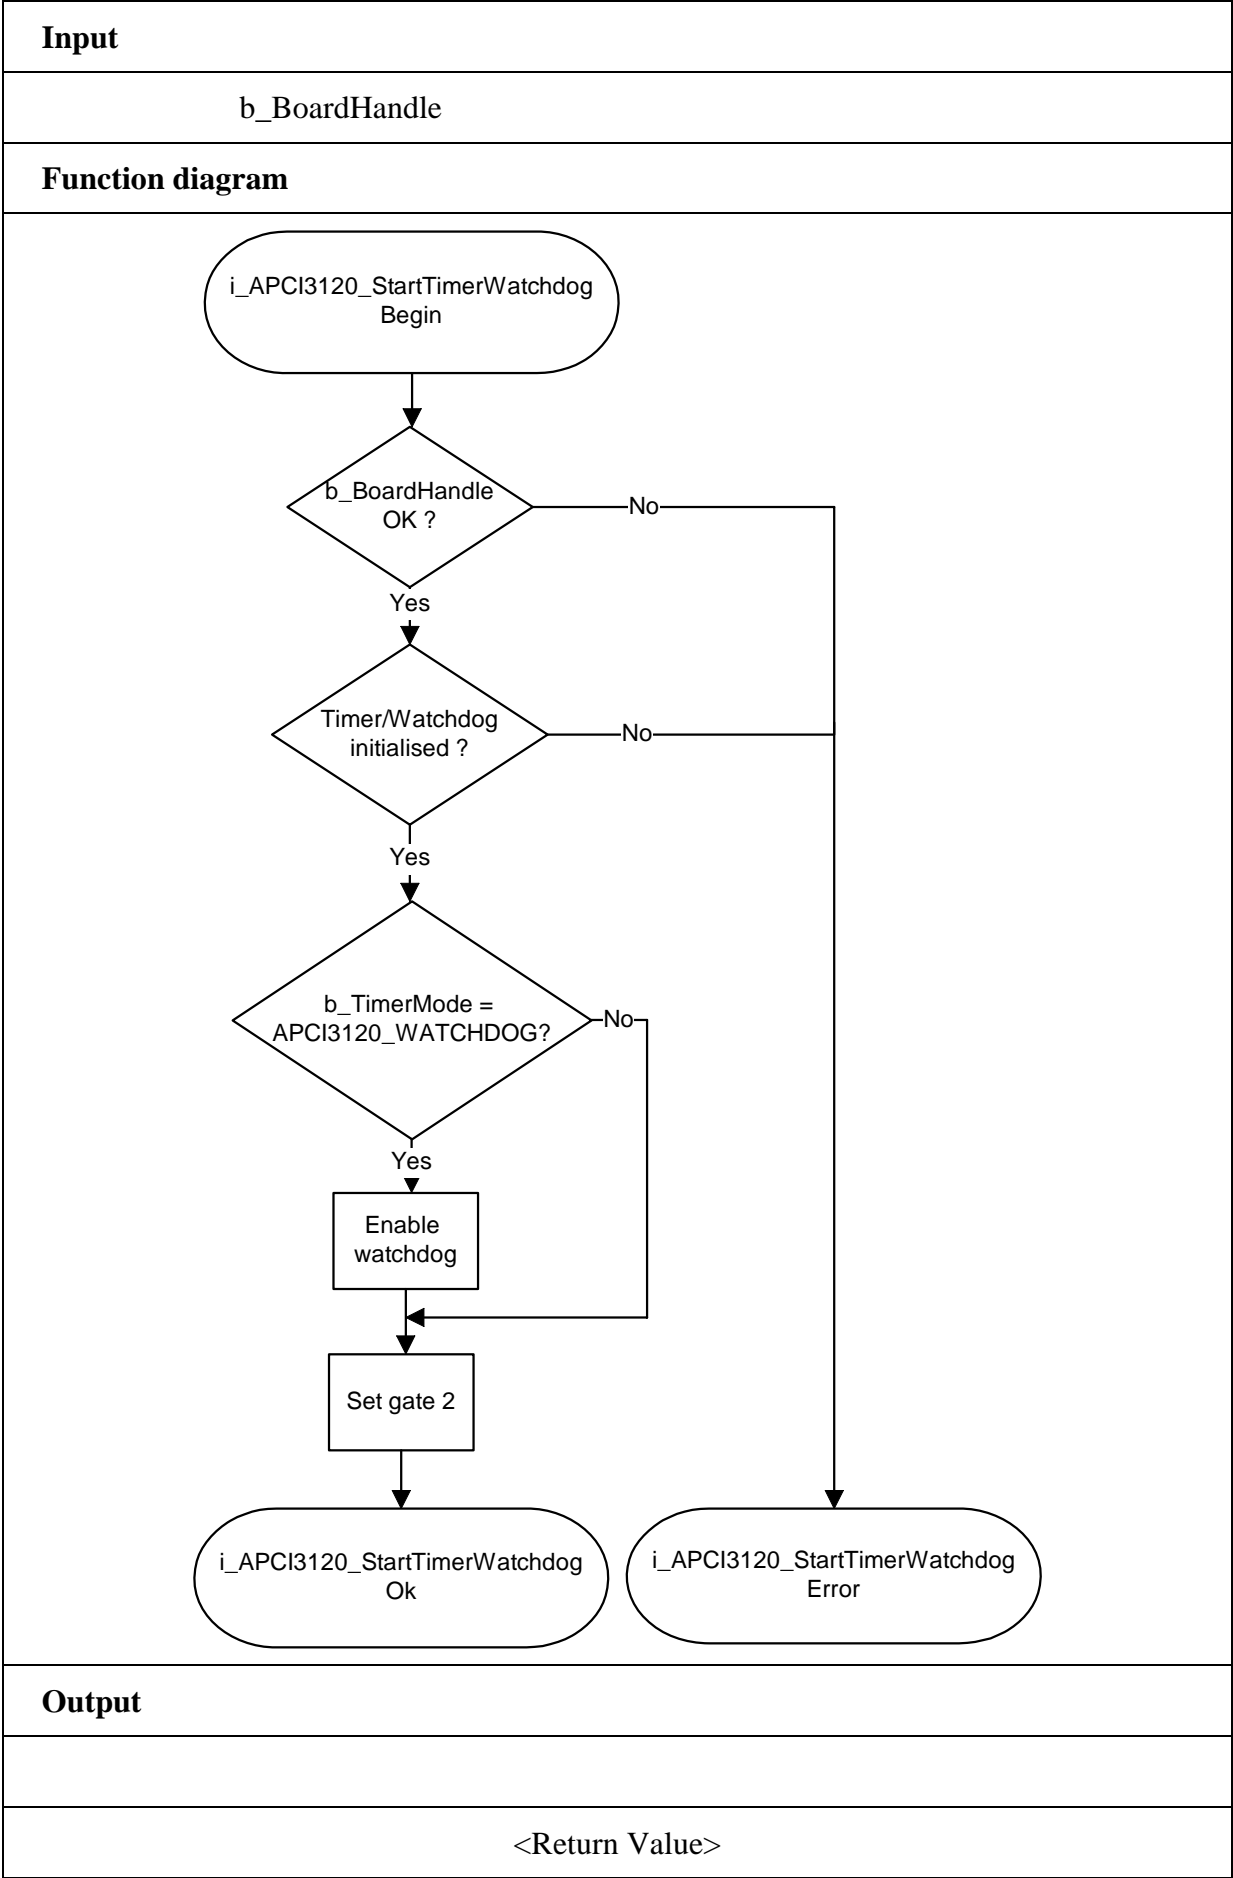 Input
b_BoardHandle
Function diagram
i_APCI3120_StartTimerWatchdog
Begin
b_BoardHandle
OK ?
No
Yes
Timer/Watchdog
initialised ?
No
Yes
b_TimerMode =
APCI3120_WATCHDOG?
No
Yes
Enable
watchdog
Set gate 2
i_APCI3120_StartTimerWatchdog
Ok
i_APCI3120_StartTimerWatchdog
Error
Output
<Return Value>